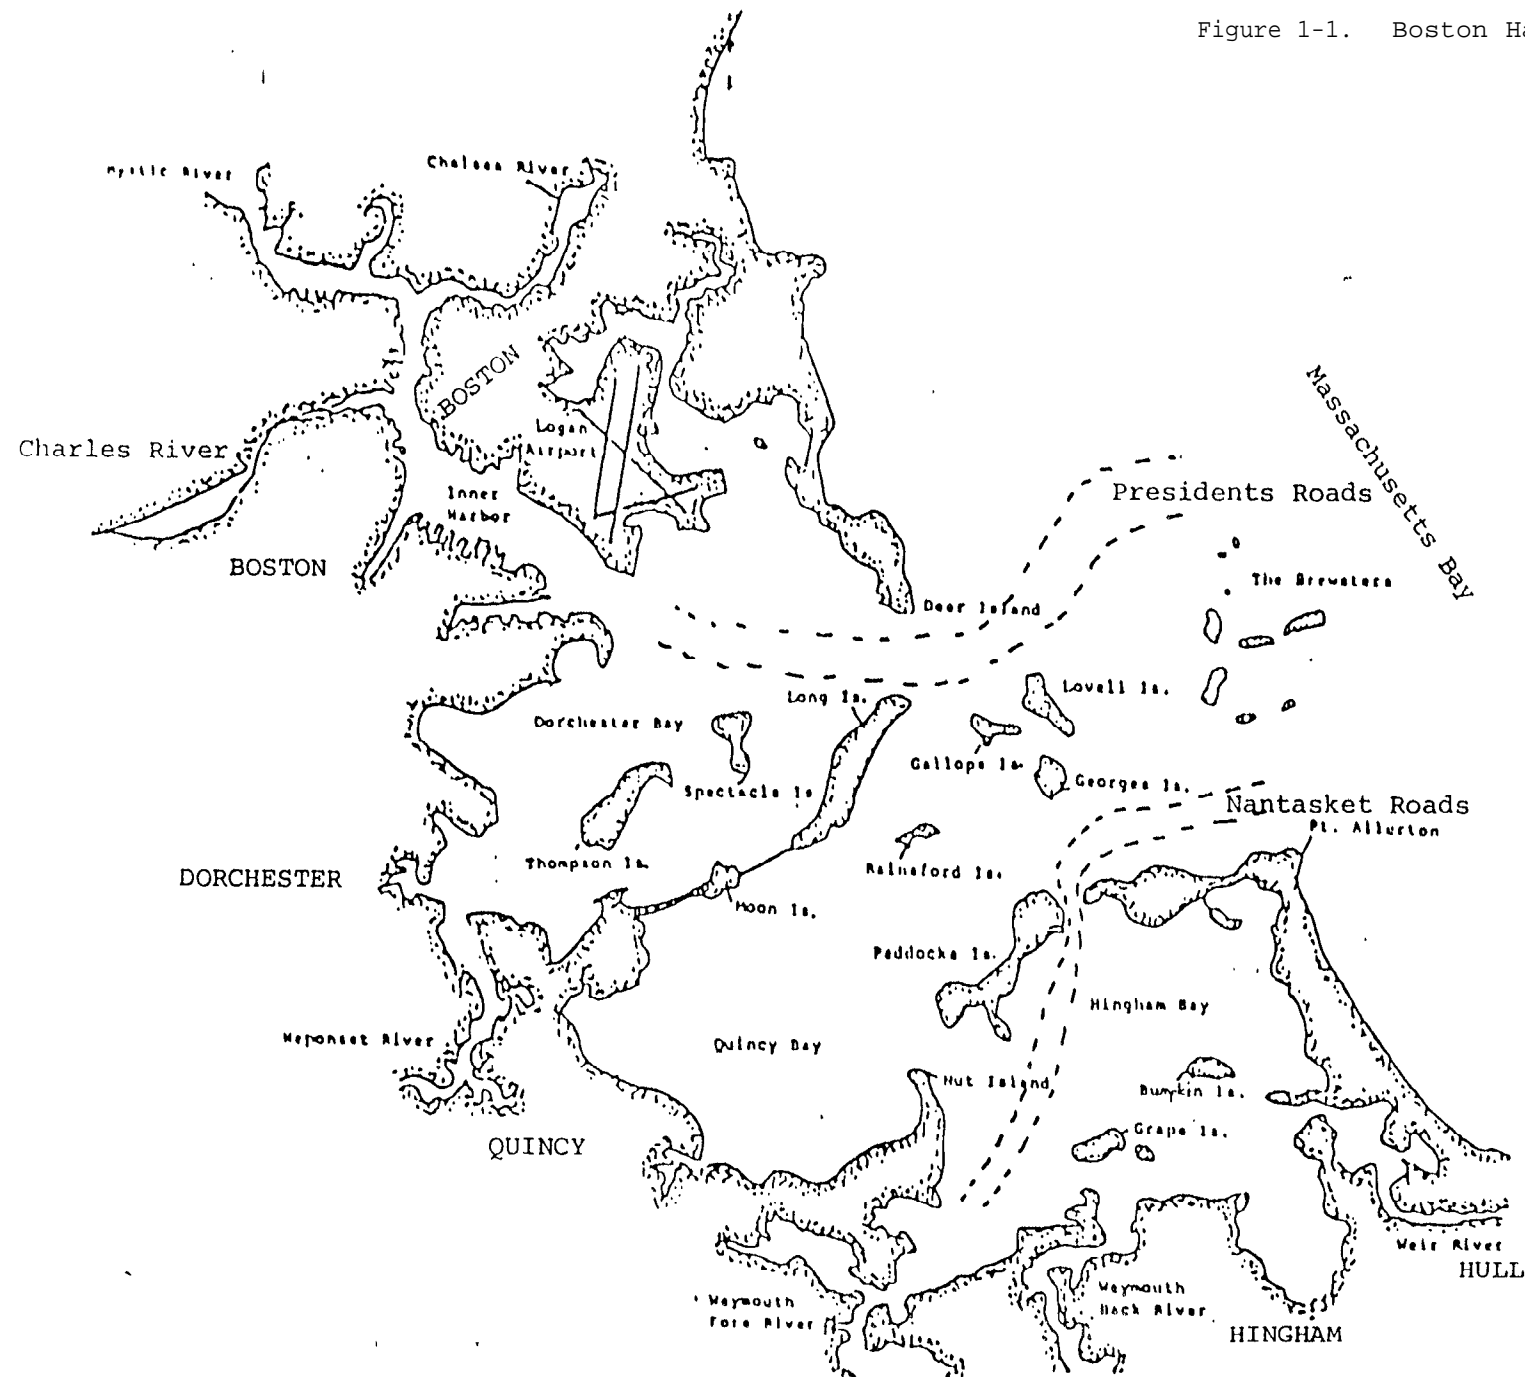 Figure 1-1. Boston Ha
Mystic River
Chelsea River
BOSTON
Logan
Airport
Charles River
Inner
Harbor
BOSTON
Massachusetts Bay
Presidents Roads
The Brewsters
Deer Island
Long Is.
Lovell Is.
Dorchester Bay
Gallops Is.
Spectacle Is
Georges Is.
Nantasket Roads
Pt. Allerton
Thompson Is.
Rainsford Is.
DORCHESTER
Moon Is.
Peddocks Is.
Hingham Bay
Neponset River
Quincy Bay
Nut Island
Bumpkin Is.
Grape Is.
QUINCY
Weir River
HULL
Weymouth
Fore River
Weymouth
Back River
HINGHAM